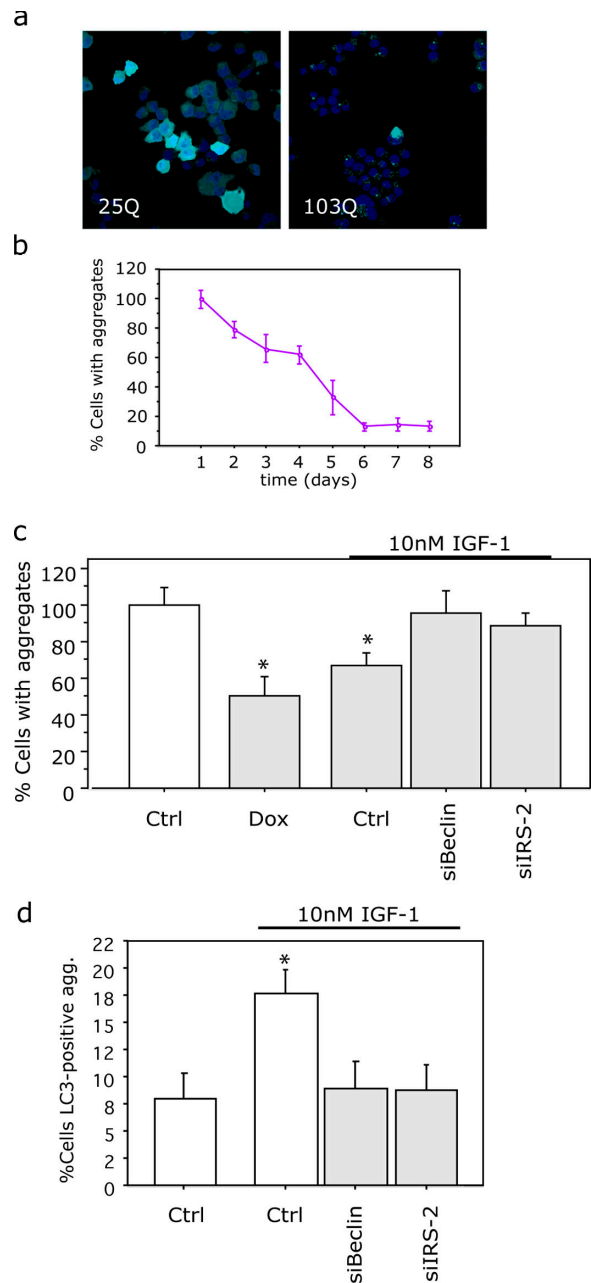 a
25Q
103Q
b
% Cells with aggregates
120
100
80
60
40
20
0
1 2 3 4 5 6 7 8
time (days)
c
10nM IGF-1
% Cells with aggregates
120
100
80
60
40
20
0
*
*
Ctrl Dox Ctrl siBeclin siIRS-2
d
10nM IGF-1
%Cells LC3-positive agg.
22
20
18
15
12
10
8
5
2
0
*
Ctrl Ctrl siBeclin siIRS-2